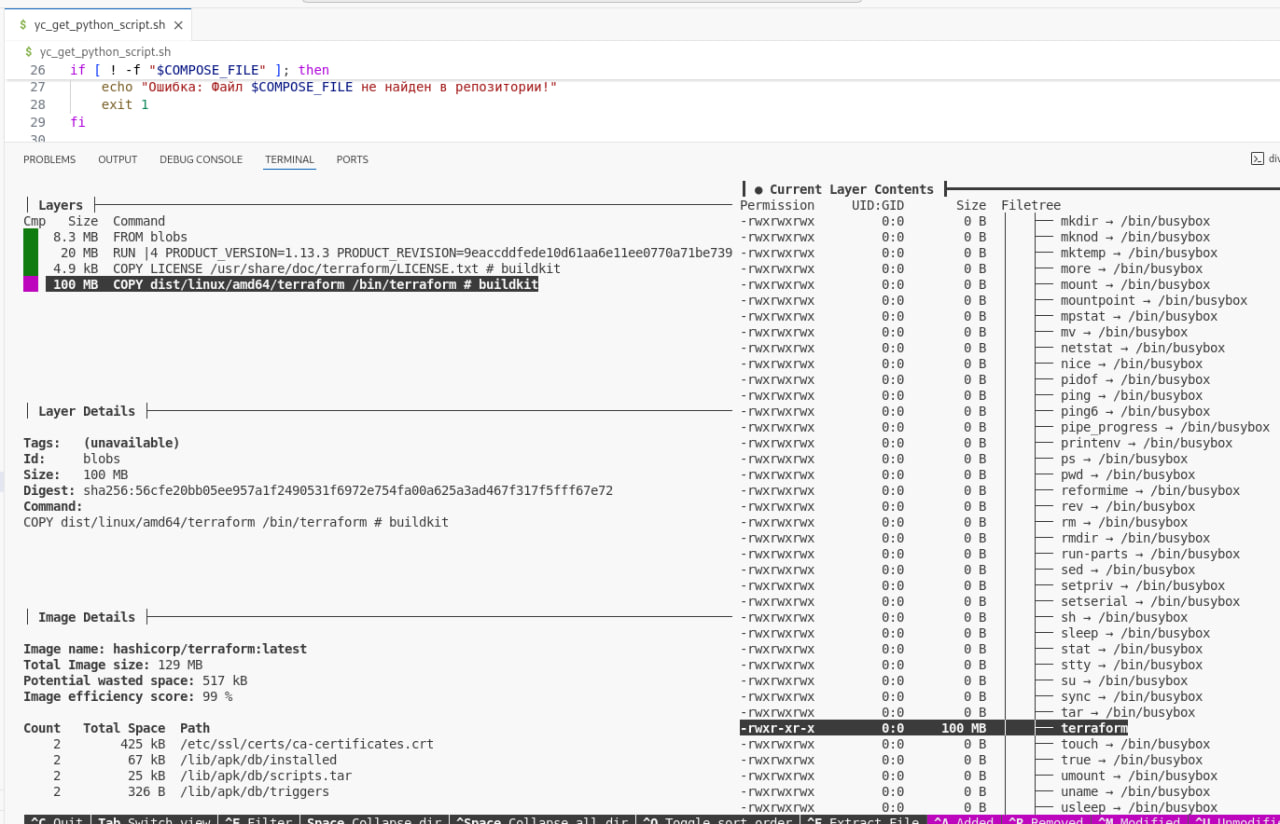 $ yc_get_python_script.sh ×
$ yc_get_python_script.sh
26 if [ ! -f "$COMPOSE_FILE" ]; then
27 echo "Ошибка: Файл $COMPOSE_FILE не найден в репозитории!"
28 exit 1
29 fi
30
PROBLEMS OUTPUT DEBUG CONSOLE TERMINAL PORTS
│ Layers ├
Cmp Size Command
8.3 MB FROM blobs
20 MB RUN |4 PRODUCT_VERSION=1.13.3 PRODUCT_REVISION=9eaccddfede10d61aa6e11ee0770a71be739
4.9 kB COPY LICENSE /usr/share/doc/terraform/LICENSE.txt # buildkit
100 MB COPY dist/linux/amd64/terraform /bin/terraform # buildkit
│ Layer Details ├
Tags: (unavailable)
Id: blobs
Size: 100 MB
Digest: sha256:56cfe20bb05ee957a1f2490531f6972e754fa00a625a3ad467f317f5fff67e72
Command:
COPY dist/linux/amd64/terraform /bin/terraform # buildkit
│ Image Details ├
Image name: hashicorp/terraform:latest
Total Image size: 129 MB
Potential wasted space: 517 kB
Image efficiency score: 99 %
Count Total Space Path
2 425 kB /etc/ssl/certs/ca-certificates.crt
2 67 kB /lib/apk/db/installed
2 25 kB /lib/apk/db/scripts.tar
2 326 B /lib/apk/db/triggers
┃ ● Current Layer Contents ┣
Permission UID:GID Size Filetree
-rwxrwxrwx 0:0 0 B ├── mkdir → /bin/busybox
-rwxrwxrwx 0:0 0 B ├── mknod → /bin/busybox
-rwxrwxrwx 0:0 0 B ├── mktemp → /bin/busybox
-rwxrwxrwx 0:0 0 B ├── more → /bin/busybox
-rwxrwxrwx 0:0 0 B ├── mount → /bin/busybox
-rwxrwxrwx 0:0 0 B ├── mountpoint → /bin/busybox
-rwxrwxrwx 0:0 0 B ├── mpstat → /bin/busybox
-rwxrwxrwx 0:0 0 B ├── mv → /bin/busybox
-rwxrwxrwx 0:0 0 B ├── netstat → /bin/busybox
-rwxrwxrwx 0:0 0 B ├── nice → /bin/busybox
-rwxrwxrwx 0:0 0 B ├── pidof → /bin/busybox
-rwxrwxrwx 0:0 0 B ├── ping → /bin/busybox
-rwxrwxrwx 0:0 0 B ├── ping6 → /bin/busybox
-rwxrwxrwx 0:0 0 B ├── pipe_progress → /bin/busybox
-rwxrwxrwx 0:0 0 B ├── printenv → /bin/busybox
-rwxrwxrwx 0:0 0 B ├── ps → /bin/busybox
-rwxrwxrwx 0:0 0 B ├── pwd → /bin/busybox
-rwxrwxrwx 0:0 0 B ├── reformime → /bin/busybox
-rwxrwxrwx 0:0 0 B ├── rev → /bin/busybox
-rwxrwxrwx 0:0 0 B ├── rm → /bin/busybox
-rwxrwxrwx 0:0 0 B ├── rmdir → /bin/busybox
-rwxrwxrwx 0:0 0 B ├── run-parts → /bin/busybox
-rwxrwxrwx 0:0 0 B ├── sed → /bin/busybox
-rwxrwxrwx 0:0 0 B ├── setpriv → /bin/busybox
-rwxrwxrwx 0:0 0 B ├── setserial → /bin/busybox
-rwxrwxrwx 0:0 0 B ├── sh → /bin/busybox
-rwxrwxrwx 0:0 0 B ├── sleep → /bin/busybox
-rwxrwxrwx 0:0 0 B ├── stat → /bin/busybox
-rwxrwxrwx 0:0 0 B ├── stty → /bin/busybox
-rwxrwxrwx 0:0 0 B ├── su → /bin/busybox
-rwxrwxrwx 0:0 0 B ├── sync → /bin/busybox
-rwxrwxrwx 0:0 0 B ├── tar → /bin/busybox
-rwxr-xr-x 0:0 100 MB ├── terraform
-rwxrwxrwx 0:0 0 B ├── touch → /bin/busybox
-rwxrwxrwx 0:0 0 B ├── true → /bin/busybox
-rwxrwxrwx 0:0 0 B ├── umount → /bin/busybox
-rwxrwxrwx 0:0 0 B ├── uname → /bin/busybox
-rwxrwxrwx 0:0 0 B ├── usleep → /bin/busybox
^C Quit | Tab Switch view | ^F Filter | Space Collapse dir | ^Space Collapse all dir | ^O Toggle sort order | ^E Extract File ^A Added ^R Removed ^M Modified ^U